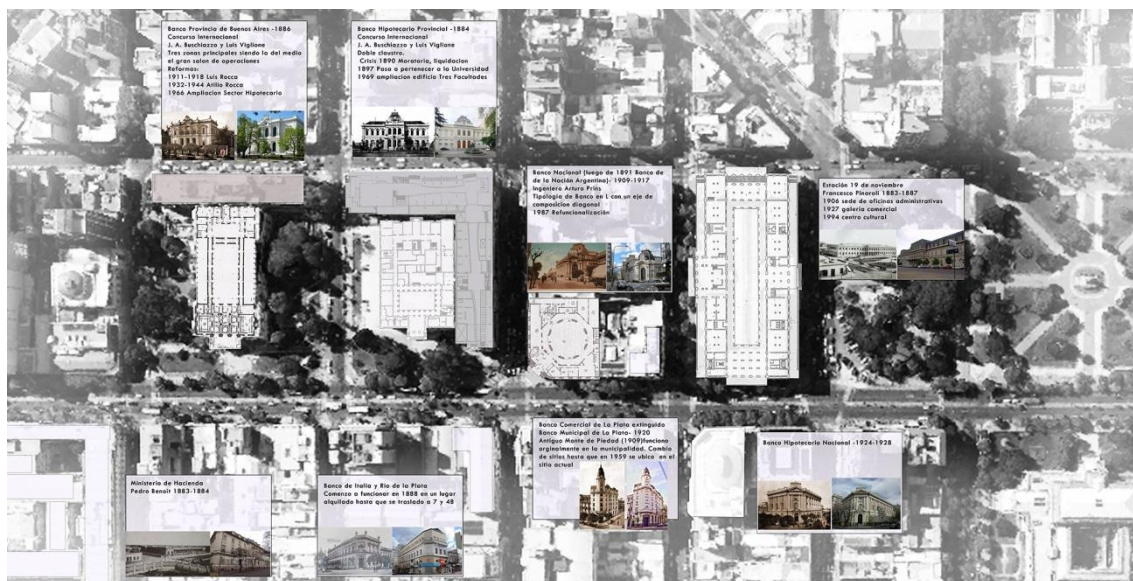 Banco Provincia de Buenos Aires -1886
Concurso Internacional
J. A. Buschiazzo y Luis Viglione
Tres zonas principales siendo la del medio
el gran salon de operaciones
Reformas:
1911-1918 Luis Rocca
1932-1944 Atilio Rocca
1966 Ampliacion Sector Hipotecario
Banco Hipotecario Provincial -1884
Concurso Internacional
J. A. Buschiazzo y Luis Viglione
Doble claustro.
Crisis 1890 Moratoria, liquidacion
1897 Pasa a pertenecer a la Universidad
1969 ampliacion edificio Tres Facultades
Banco Nacional (luego de 1891 Banco de
de la Nación Argentina)- 1909-1917
Ingeniero Arturo Prins
Tipologia de Banco en L con un eje de
composicion diagonal
1987 Refuncionalización
Estación 19 de noviembre
Francesco Pinaroli 1883-1887
1906 sede de oficinas administrativas
1927 galeria comercial
1994 centro cultural
Ministerio de Hacienda
Pedro Benoit 1883-1884
Banco de Italia y Rio de la Plata
Comenzo a funcionar en 1888 en un lugar
alquilado hasta que se traslado a 7 y 48
Banco Comercial de La Plata extinguido
Banco Municipal de La Plata- 1920
Antiguo Monte de Piedad (1909)funciono
orginalmente en la municipalidad. Cambio
de sitios hasta que en 1959 se ubico en el
sitio actual
Banco Hipotecario Nacional -1924-1928